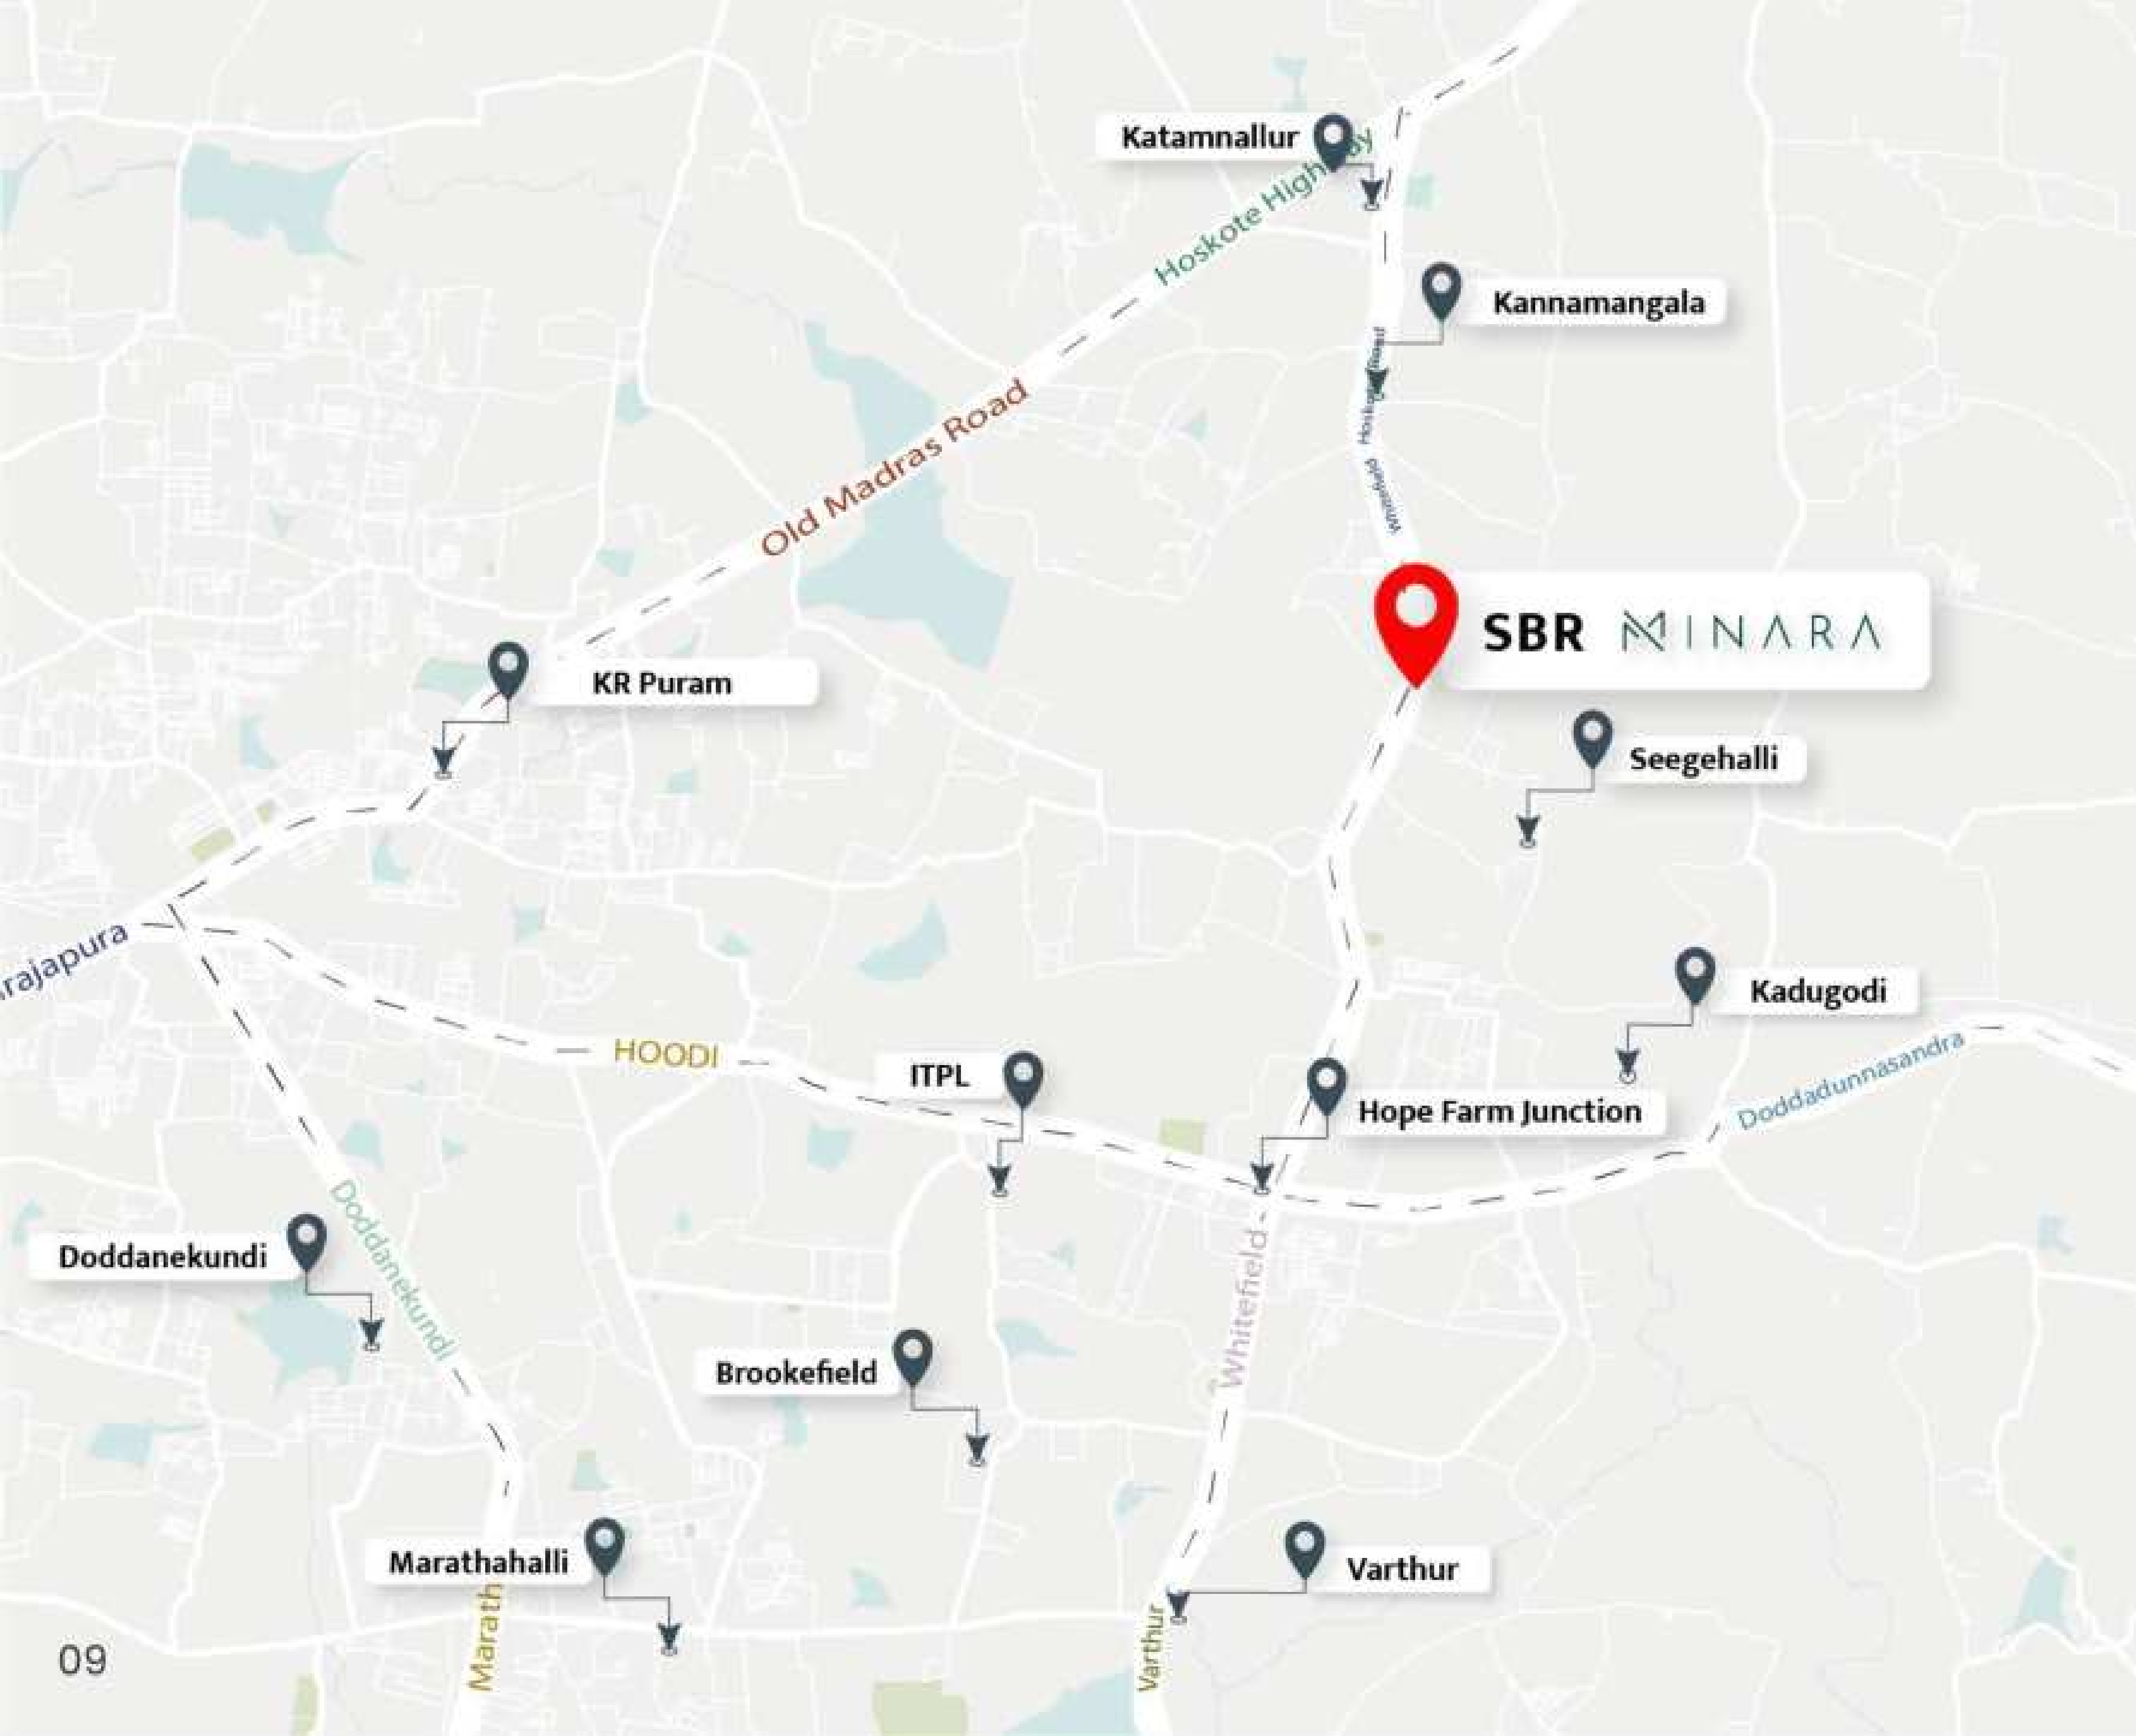 Katamnallur
Hoskote Highway
Kannamangala
Whitefield Hoskote Road
Old Madras Road
SBR MINARA
KR Puram
Seegehalli
rajapura
Kadugodi
HOODI
ITPL
Doddadunnasandra
Hope Farm Junction
Doddanekundi
Doddanekundi
Whitefield
Brookefield
Marathahalli
Varthur
Marath
Varthur
09